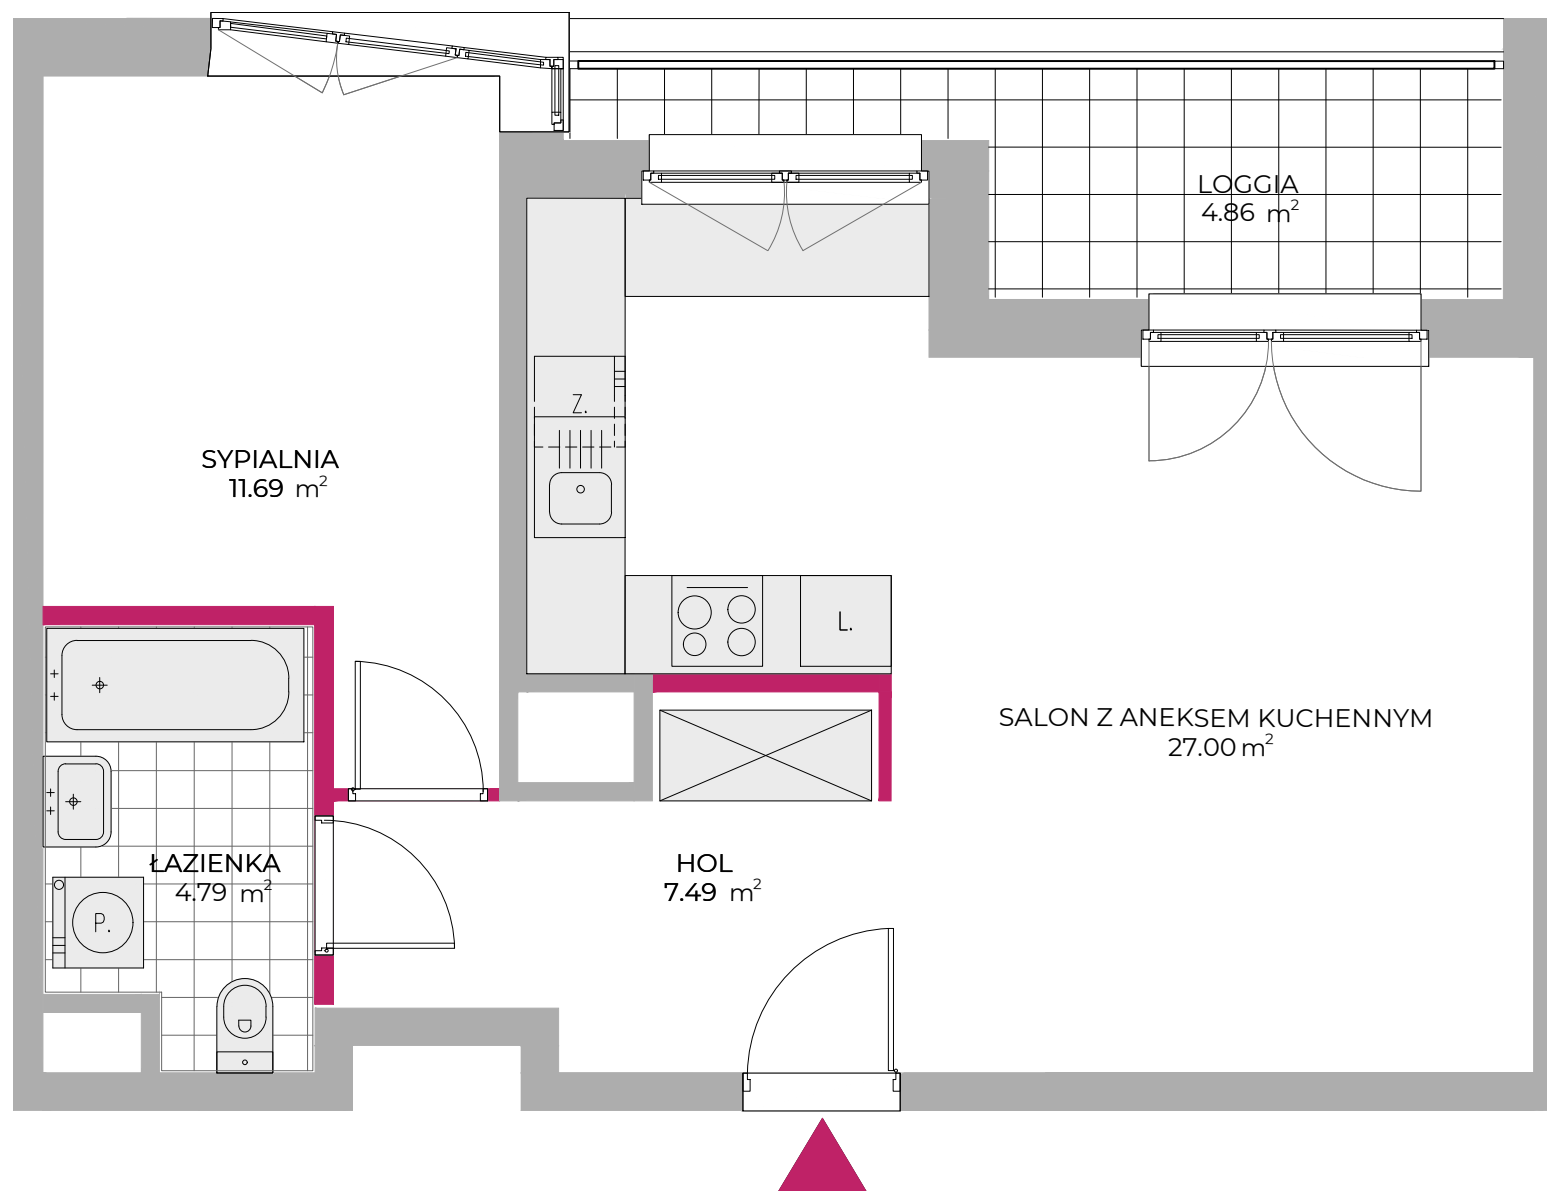 LOGGIA
4.86 m²
Z.
SYPIALNIA
11.69 m²
L.
SALON Z ANEKSEM KUCHENNYM
27.00 m²
ŁAZIENKA
4.79 m²
HOL
7.49 m²
P.